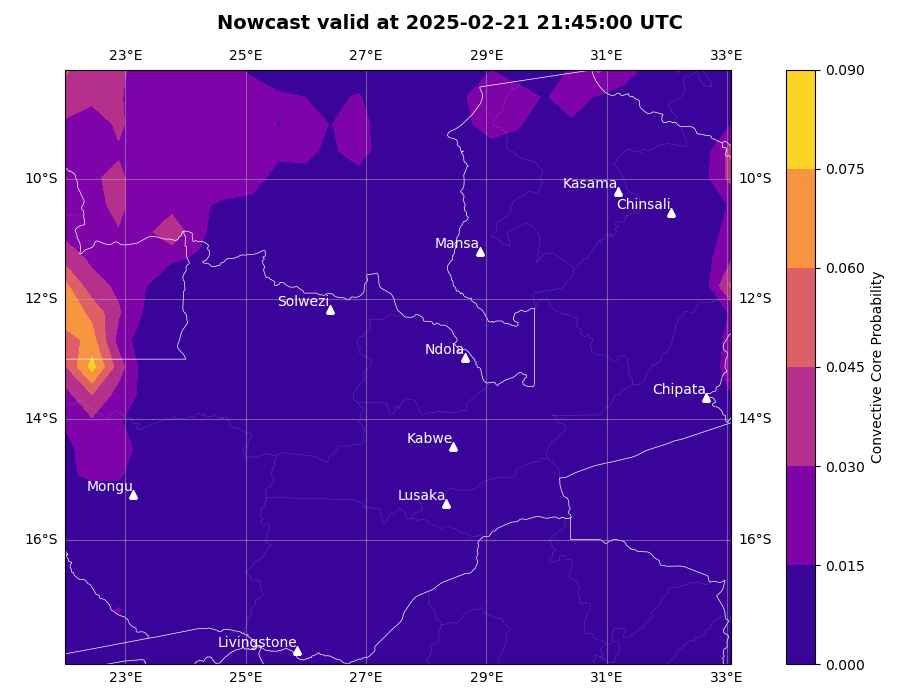 Nowcast valid at 2025-02-21 21:45:00 UTC
23°E 25°E 27°E 29°E 31°E 33°E
0.090
0.075
10°S 10°S
Kasama
Chinsali
Mansa
0.060
12°S 12°S
Solwezi
Ndola
0.045
Chipata
14°S 14°S
Kabwe
0.030
Mongu
Lusaka
16°S 16°S
0.015
Livingstone
0.000
23°E 25°E 27°E 29°E 31°E 33°E
Convective Core Probability